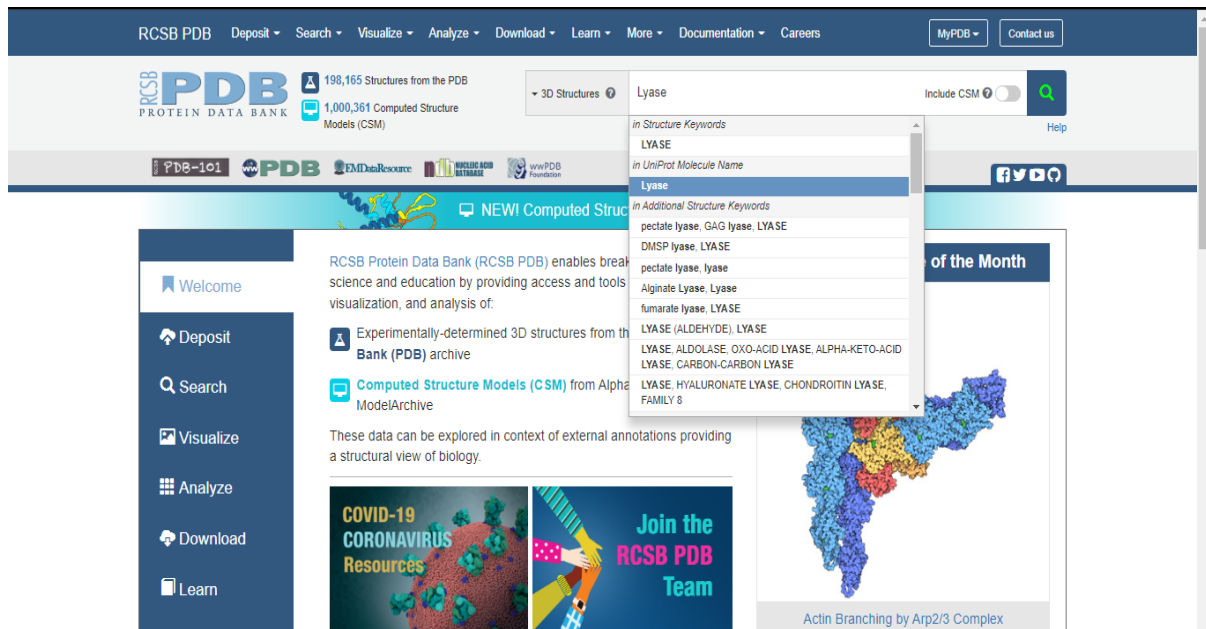 RCSB PDB Deposit Search Visualize Analyze Download Learn More Documentation Careers MyPDB Contact us
RCSB PDB
PROTEIN DATA BANK
198,165 Structures from the PDB
1,000,361 Computed Structure
Models (CSM)
3D Structures Lyase Include CSM
Help
in Structure Keywords
LYASE
in UniProt Molecule Name
Lyase
in Additional Structure Keywords
pectate lyase, GAG lyase, LYASE
DMSP lyase, LYASE
pectate lyase, lyase
Alginate Lyase, Lyase
fumarate lyase, LYASE
LYASE (ALDEHYDE), LYASE
LYASE, ALDOLASE, OXO-ACID LYASE, ALPHA-KETO-ACID
LYASE, CARBON-CARBON LYASE
LYASE, HYALURONATE LYASE, CHONDROITIN LYASE,
FAMILY 8
PDB-101 PDB EMDataResource NUCLEIC ACID
DATABASE
wwPDB
Foundation
NEW! Computed Struc
Welcome
Deposit
Search
Visualize
Analyze
Download
Learn
RCSB Protein Data Bank (RCSB PDB) enables break
science and education by providing access and tools
visualization, and analysis of:
Experimentally-determined 3D structures from th
Bank (PDB) archive
Computed Structure Models (CSM) from Alpha
ModelArchive
These data can be explored in context of external annotations providing
a structural view of biology.
COVID-19
CORONAVIRUS
Resources
Join the
RCSB PDB
Team
of the Month
Actin Branching by Arp2/3 Complex